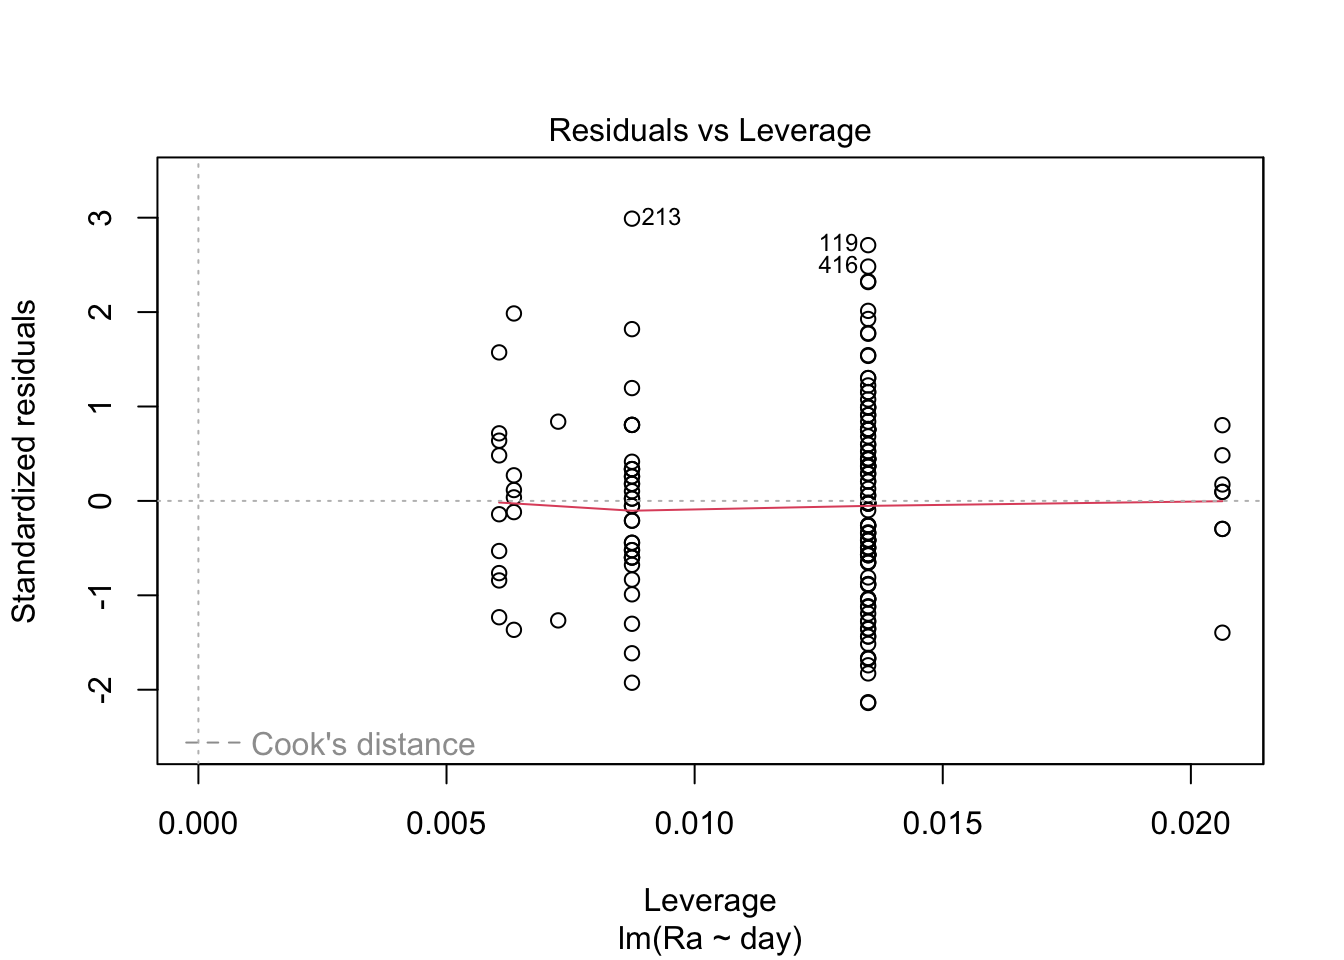 Residuals vs Leverage
Standardized residuals
3
2
1
0
-1
-2
213
119
416
Cook's distance
0.000 0.005 0.010 0.015 0.020
Leverage
lm(Ra ~ day)